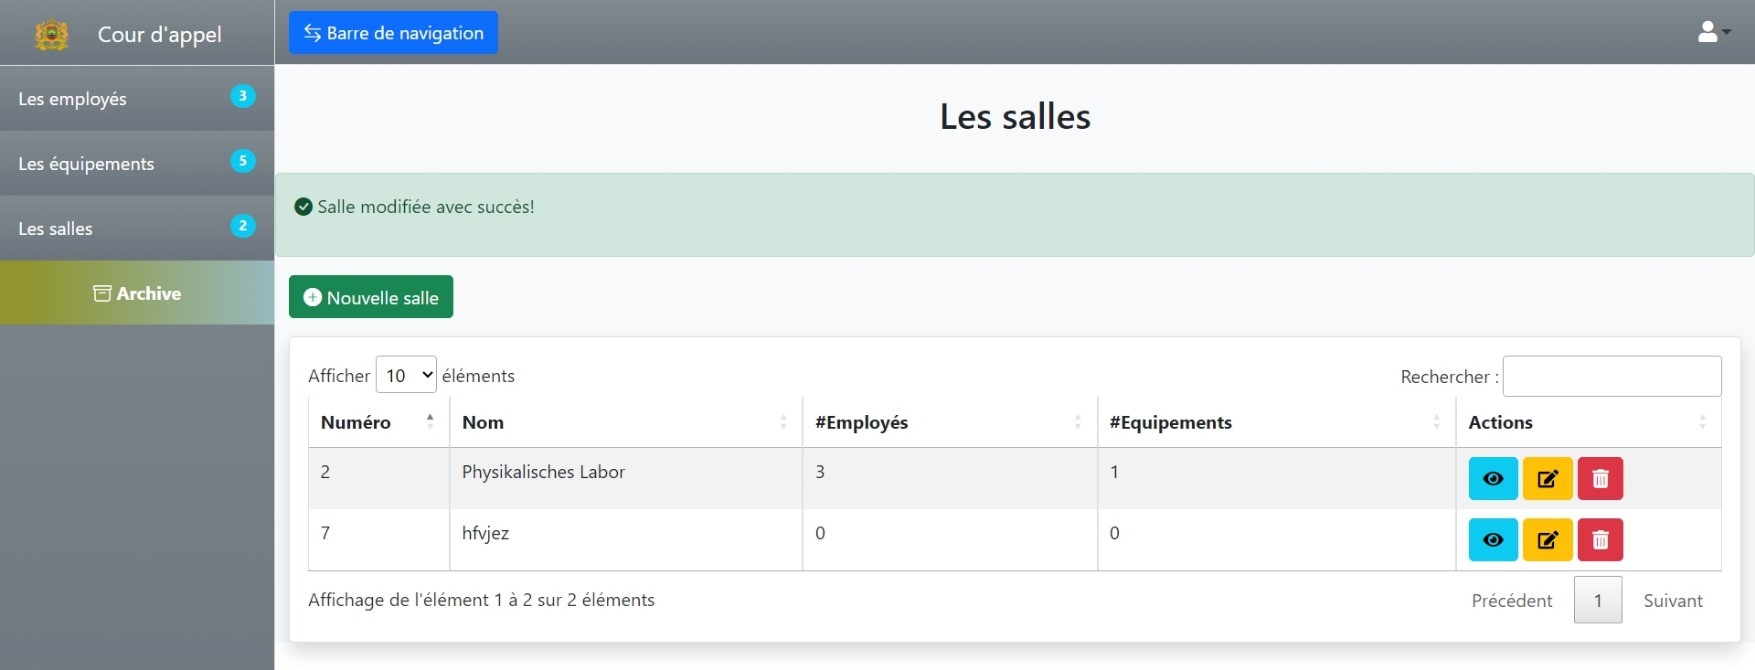 Cour d'appel
Barre de navigation
Les employés 3
Les équipements 5
Les salles 2
Archive
Les salles
Salle modifiée avec succès!
Nouvelle salle
Afficher 10 éléments
Rechercher :
Numéro Nom #Employés #Equipements Actions
2 Physikalisches Labor 3 1
7 hfvjez 0 0
Affichage de l'élément 1 à 2 sur 2 éléments
Précédent 1 Suivant